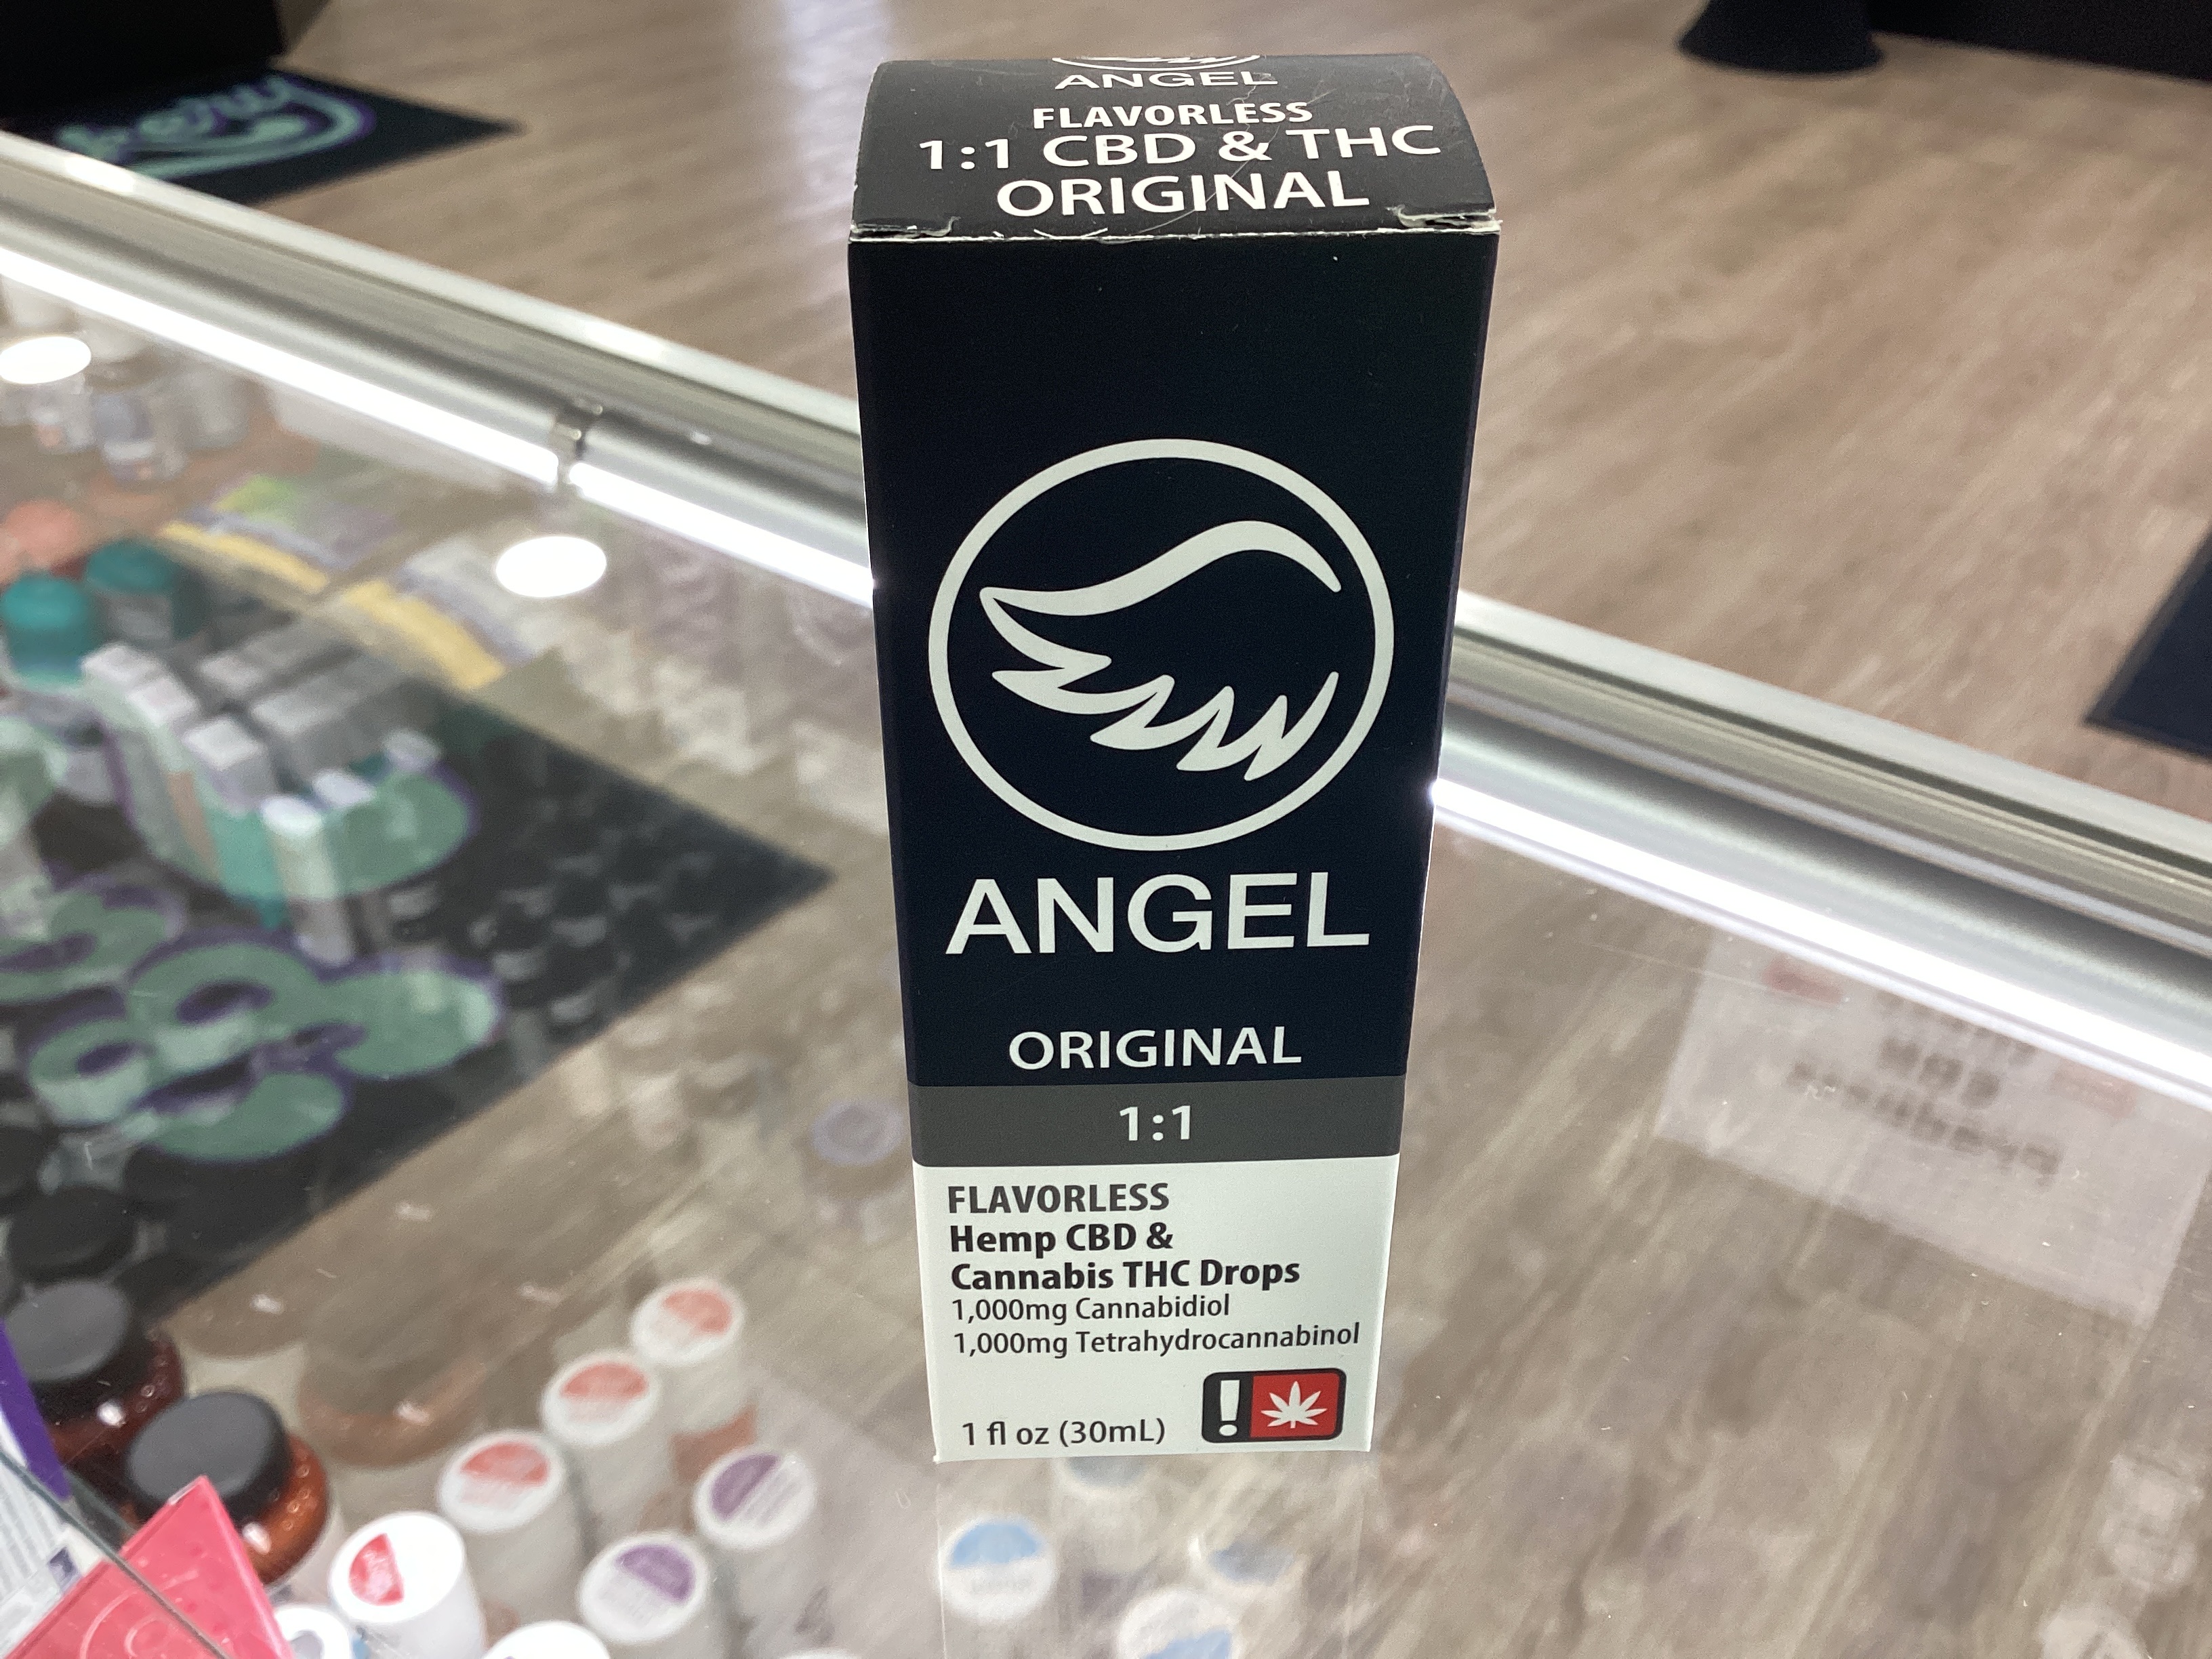 ANGEL
FLAVORLESS
1:1 CBD & THC
ORIGINAL
ANGEL
ORIGINAL
1:1
FLAVORLESS
Hemp CBD &
Cannabis THC Drops
1,000mg Cannabidiol
1,000mg Tetrahydrocannabinol
1 fl oz (30mL)
!